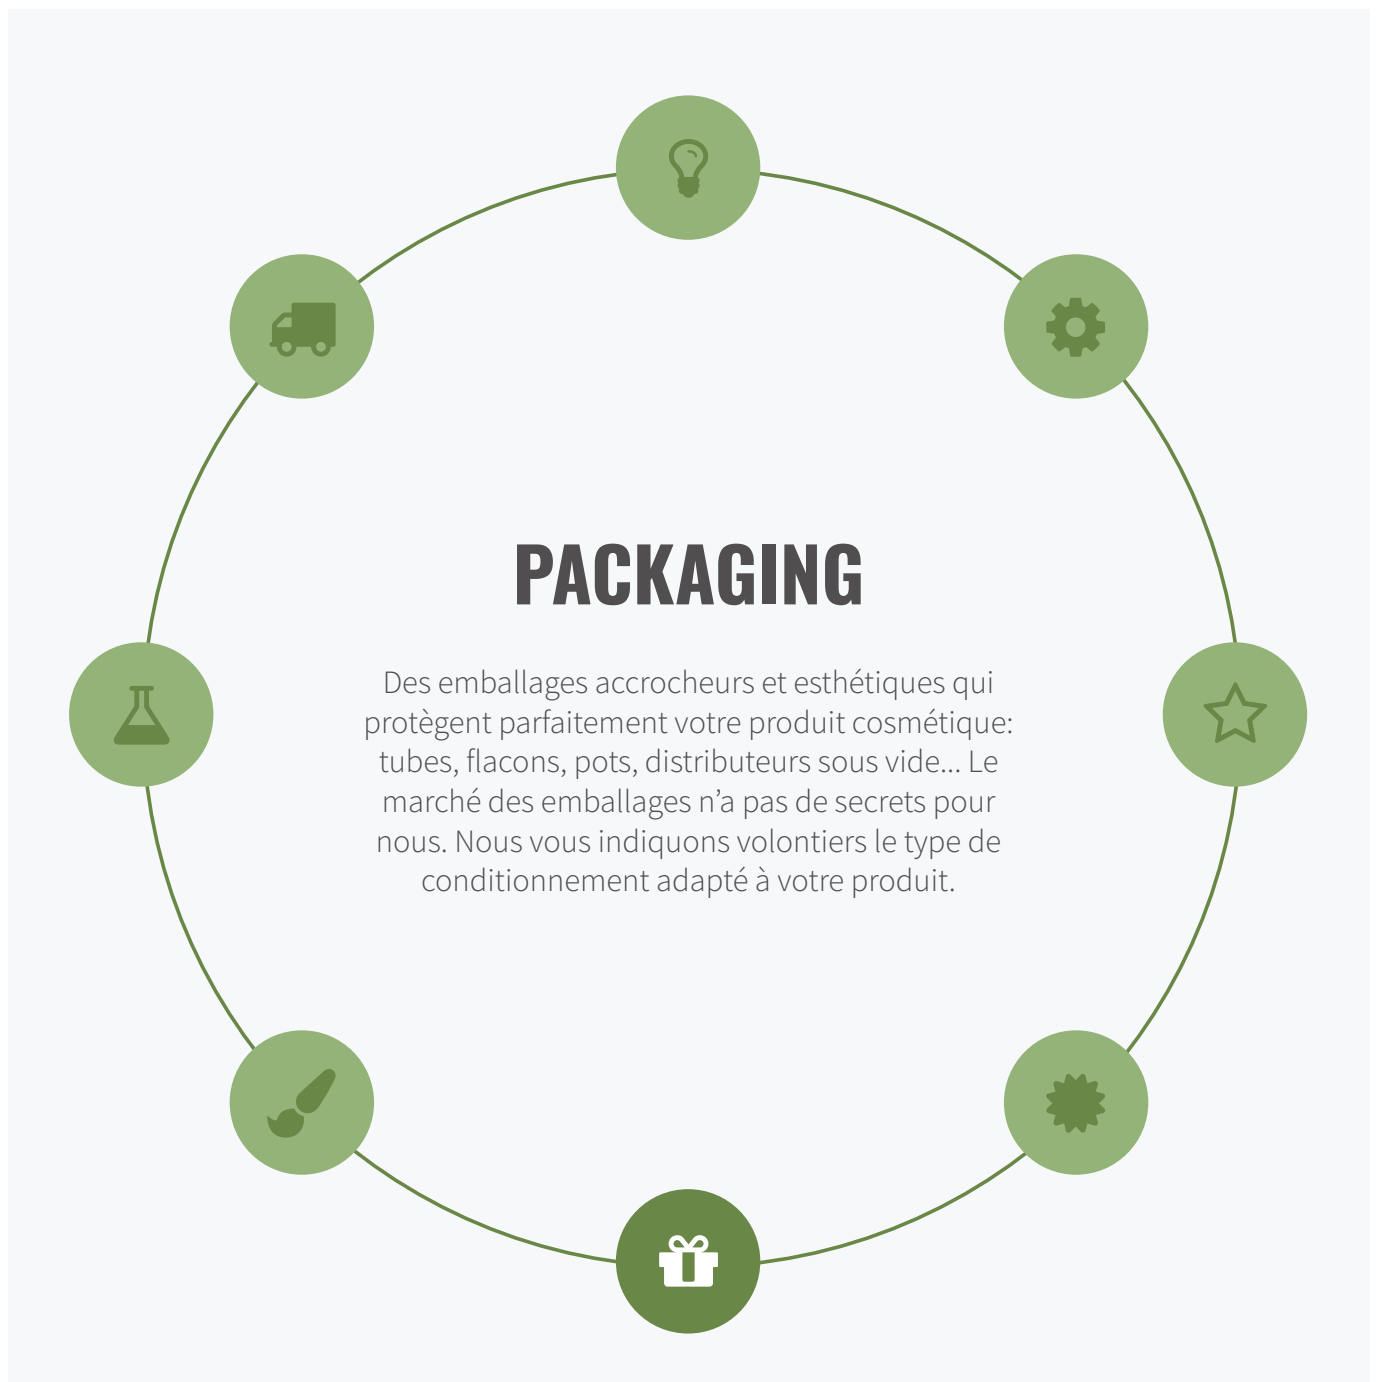 PACKAGING
Des emballages accrocheurs et esthétiques qui
protègent parfaitement votre produit cosmétique:
tubes, flacons, pots, distributeurs sous vide... Le
marché des emballages n’a pas de secrets pour
nous. Nous vous indiquons volontiers le type de
conditionnement adapté à votre produit.